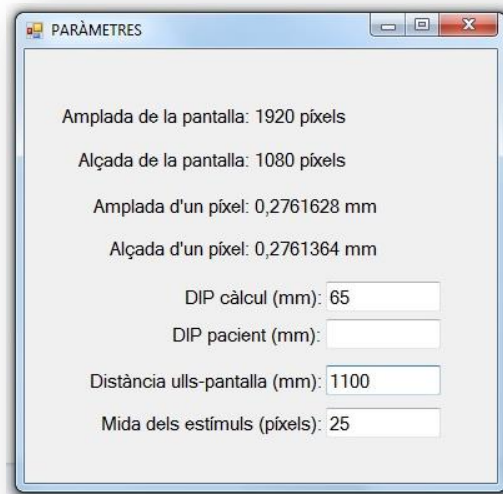 PARÀMETRES
Amplada de la pantalla: 1920 píxels
Alçada de la pantalla: 1080 píxels
Amplada d'un píxel: 0,2761628 mm
Alçada d'un píxel: 0,2761364 mm
DIP càlcul (mm): 65
DIP pacient (mm):
Distància ulls-pantalla (mm): 1100
Mida dels estímuls (píxels): 25